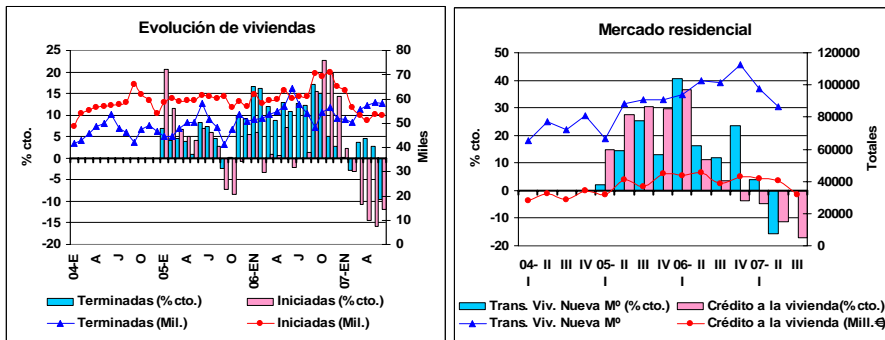 Evolución de viviendas
25
20
15
10
5
0
-5
-10
-15
-20
% cto.
80
70
60
50
40
30
20
10
0
Miles
04-E
A
J
O
05-E
A
J
O
06-EN
A
J
O
07-EN
A
Terminadas (% cto.)
Iniciadas (% cto.)
Terminadas (Mil.)
Iniciadas (Mil.)
Mercado residencial
50
40
30
20
10
0
-10
-20
% cto.
120000
100000
80000
60000
40000
20000
0
Totales
04- II III IV 05- II III IV 06- II III IV 07- II III
I I I I
Trans. Viv. Nueva Mº (% cto.)
Crédito a la vivienda(% cto.)
Trans. Viv. Nueva Mº
Crédito a la vivienda (Mill.€)